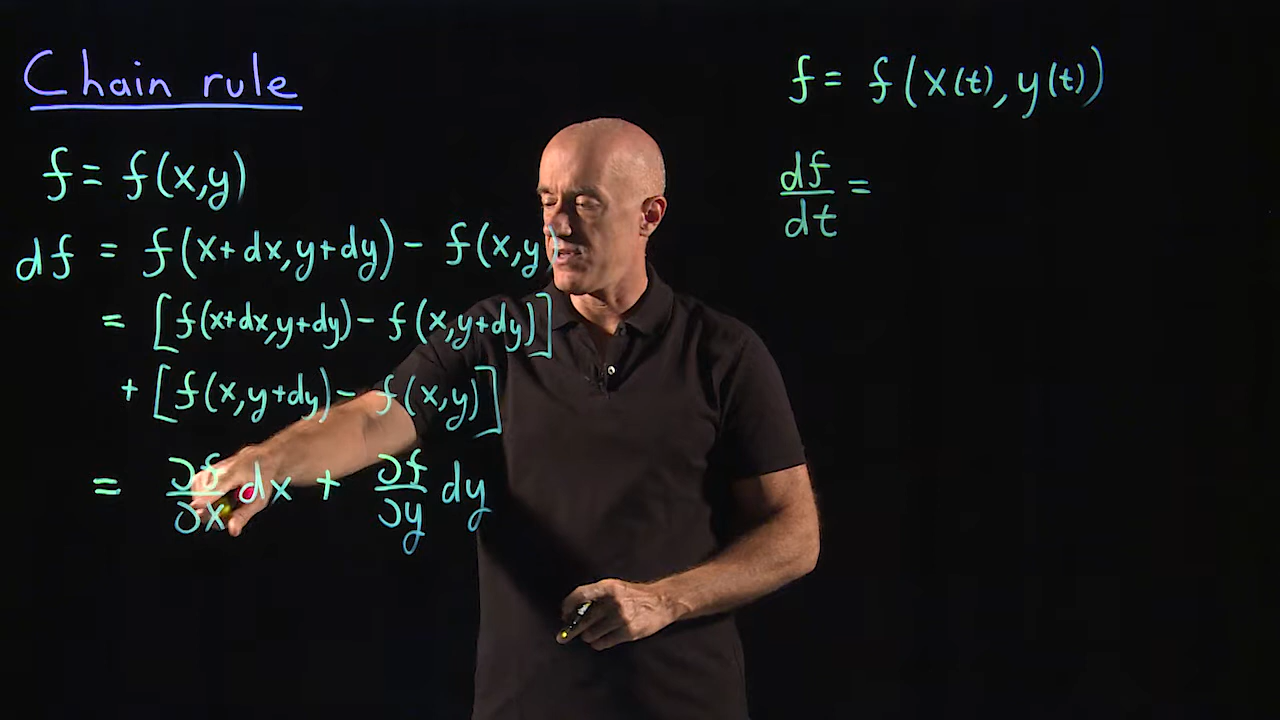 Chain rule
f = f(x,y)
df = f(x+dx,y+dy) - f(x,y)
= [f(x+dx,y+dy) - f(x,y+dy)]
+ [f(x,y+dy) - f(x,y)]
= ∂f/∂x dx + ∂f/∂y dy
f = f(x(t), y(t))
df/dt =